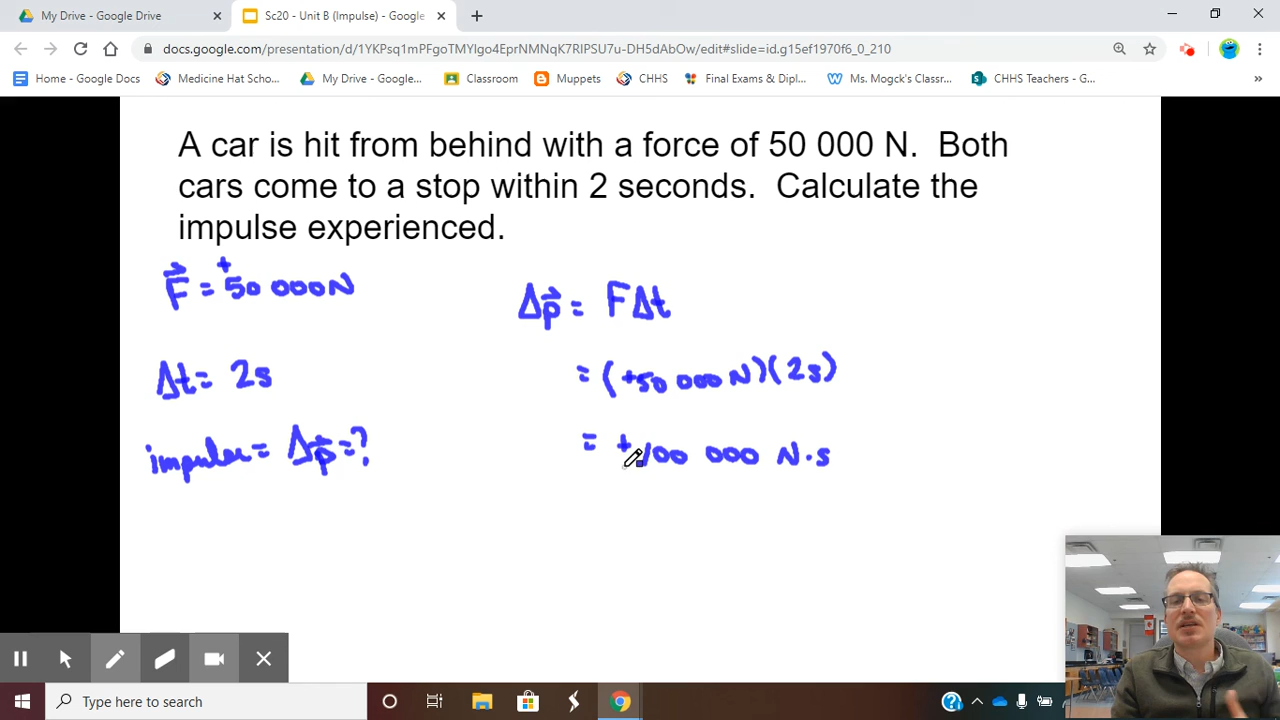 My Drive - Google Drive
Sc20 - Unit B (Impulse) - Google
docs.google.com/presentation/d/1YKPsq1mPFgoTMYlgo4EprkMNqK7RlPSU7u-DH5dAbOw/edit#slide=id.g15ef1970f6_0_210
Home - Google Docs
Medicine Hat Scho...
My Drive - Google...
Classroom
Muppets
CHHS
Final Exams & Dipl...
Ms. Mogck's Classr...
CHHS Teachers - G...
»
A car is hit from behind with a force of 50 000 N. Both
cars come to a stop within 2 seconds. Calculate the
impulse experienced.
F⃗ = +50 000N
Δt = 2s
impulse = Δp⃗ = ?
Δp⃗ = FΔt
= (+50 000 N)(2s)
= +100 000 N·s
Type here to search